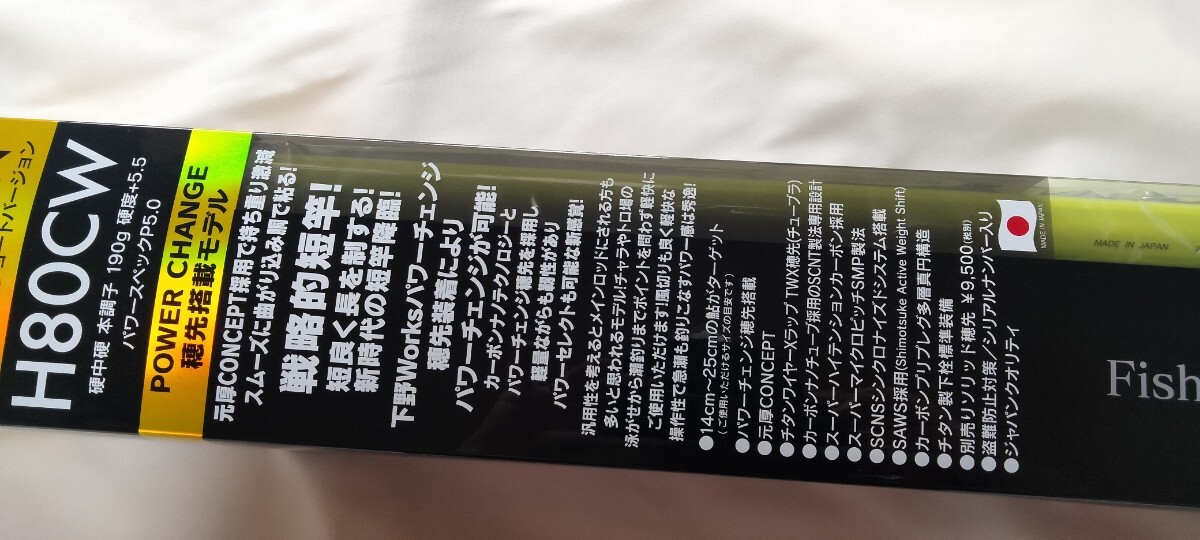 ショートバージョン
H80CW
硬中硬 本調子 190g 硬度+5.5
パワースペックP5.0
POWER CHANGE
穂先搭載モデル
元厚CONCEPT採用で持ち重り激減
スムーズに曲がり込み胴で粘る!
戦略的短竿!
短良く長を制する!
新時代の短竿降臨!
下野Worksパワーチェンジ
穂先装着により
パワーチェンジが可能!
カーボンナノテクノロジーと
パワーチェンジ穂先を採用し
軽量ながらも靭性があり
パワーセレクトも可能な新感覚!
汎用性を考えるとメインロッドにされる方も
多いと思われるモデル!チャラやトロ場の
泳がせから瀬釣りまでポイントを問わず軽快に
ご使用いただけます!風切りも良く軽快な
操作性で急瀬も釣りこなすパワー感は秀逸!
●14cm〜25cmの鮎がターゲット
(ご使用いただけるサイズの目安です)
●パワーチェンジ穂先搭載
●元厚CONCEPT
●チタンワイヤーXラップ TWX穂先(チューブラ)
●カーボンナノチューブ採用のSCNT製法専用設計
●スーパーハイテンションカーボン採用
●スーパーマイクロピッチSMP製法
●SCNSシンクロナイズドシステム搭載
●SAWS採用(Shimotsuke Active Weight Shift)
●カーボンプリプレグ多層真円構造
●チタン製下栓標準装備
●別売りソリッド穂先 ¥9,500(税別)
●盗難防止対策/シリアルナンバー入り
●ジャパンクオリティ
MADE IN JAPAN
MADE IN JAPAN
Fish